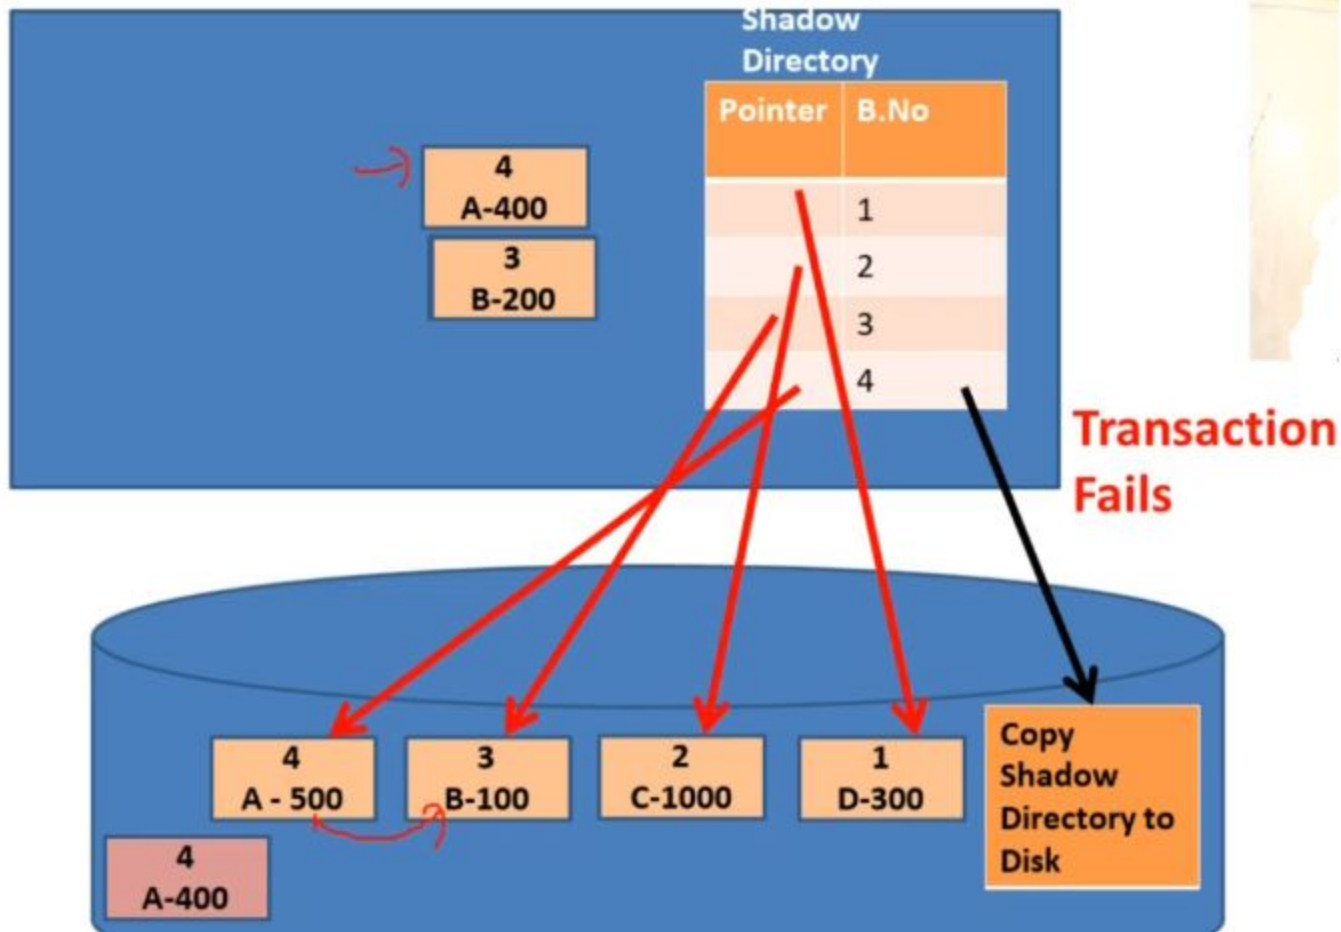 Shadow
Directory
Pointer B.No
4
A-400
1
3
B-200
2
3
4
Transaction
Fails
4
A - 500
3
B-100
2
C-1000
1
D-300
Copy
Shadow
Directory to
Disk
4
A-400